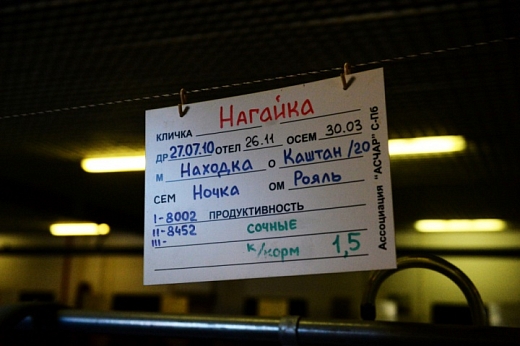 КЛИЧКА НАГАЙКА
ДР 27.07.10 ОТЕЛ 26.11 ОСЕМ 30.03
М НАХОДКА О КАШТАН /20
СЕМ НОЧКА ОМ РОЯЛЬ
I-8002 ПРОДУКТИВНОСТЬ
II-8452 СОЧНЫЕ
III-
К/КОРМ 1,5
Ассоциация "АСЧАР" С-Пб